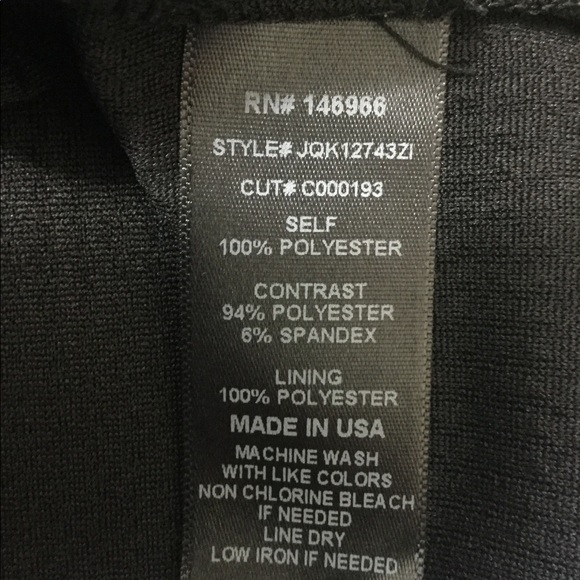 RN# 146966
STYLE# JQK12743ZI
CUT# C000193
SELF
100% POLYESTER
CONTRAST
94% POLYESTER
6% SPANDEX
LINING
100% POLYESTER
MADE IN USA
MACHINE WASH
WITH LIKE COLORS
NON CHLORINE BLEACH
IF NEEDED
LINE DRY
LOW IRON IF NEEDED